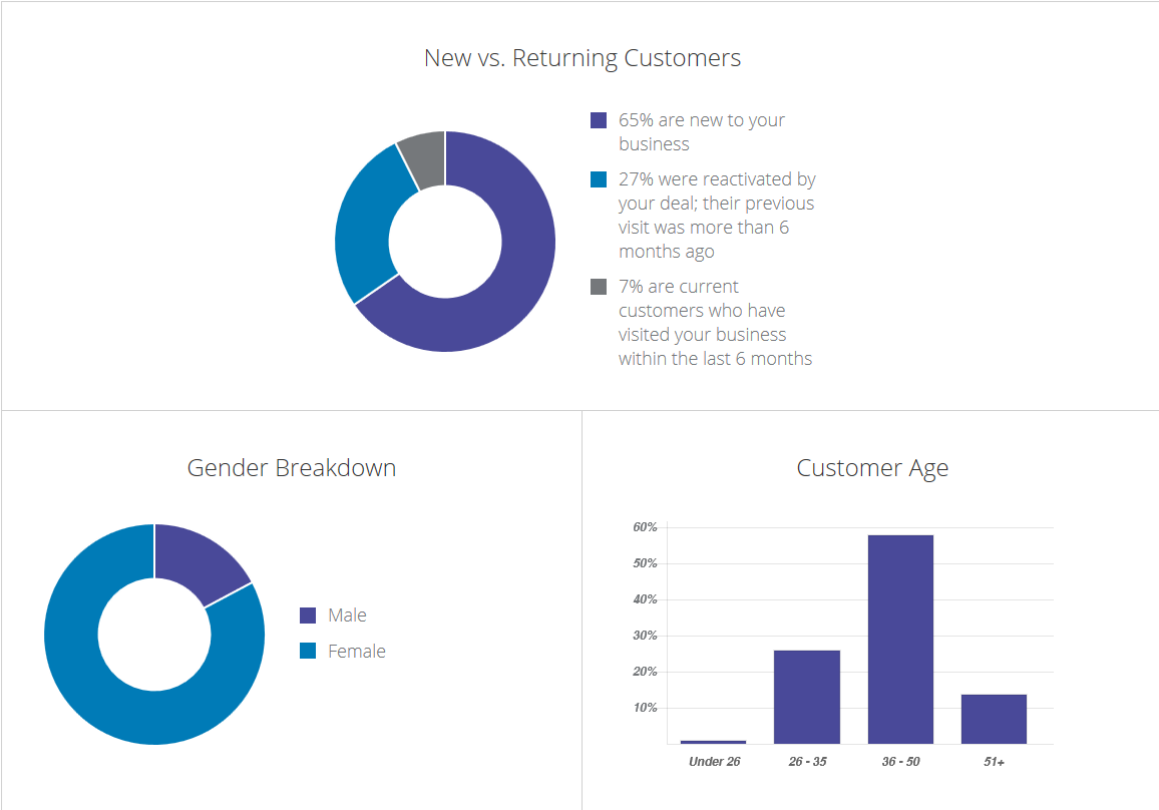 New vs. Returning Customers
65% are new to your
business
27% were reactivated by
your deal; their previous
visit was more than 6
months ago
7% are current
customers who have
visited your business
within the last 6 months
Gender Breakdown
Male
Female
Customer Age
60%
50%
40%
30%
20%
10%
Under 26
26 - 35
36 - 50
51+